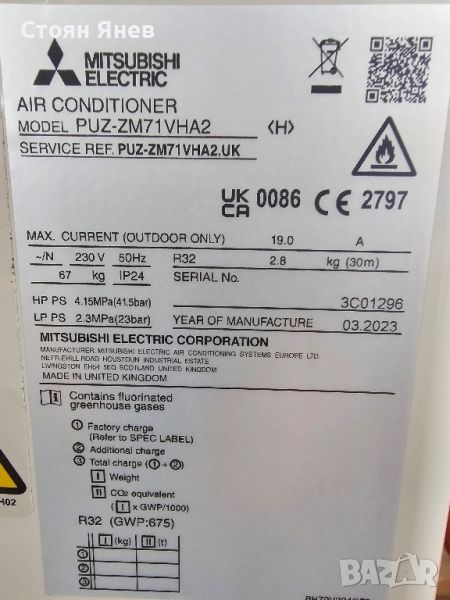 Стоян Янев
MITSUBISHI
ELECTRIC
AIR CONDITIONER
MODEL PUZ-ZM71VHA2 <H>
SERVICE REF. PUZ-ZM71VHA2.UK
UK
CA 0086 CE 2797
MAX. CURRENT (OUTDOOR ONLY) 19.0 A
~/N 230 V 50Hz R32 2.8 kg (30m)
67 kg IP24 SERIAL No.
HP PS 4.15MPa(41.5bar) 3C01296
LP PS 2.3MPa(23bar) YEAR OF MANUFACTURE 03.2023
MITSUBISHI ELECTRIC CORPORATION
MANUFACTURER: MITSUBISHI ELECTRIC AIR CONDITIONING SYSTEMS EUROPE LTD.
NETTLEHILL ROAD HOUSTOUN INDUSTRIAL ESTATE
LIVINGSTON EH54 5EQ SCOTLAND, UNITED KINGDOM
MADE IN UNITED KINGDOM
Contains fluorinated
greenhouse gases
① Factory charge
(Refer to SPEC LABEL)
② Additional charge
③ Total charge (①+②)
I Weight
II CO₂ equivalent
(I × GWP/1000)
R32 (GWP:675)
I (kg) II (t)
①
②
③
H02
BAZAR.bg